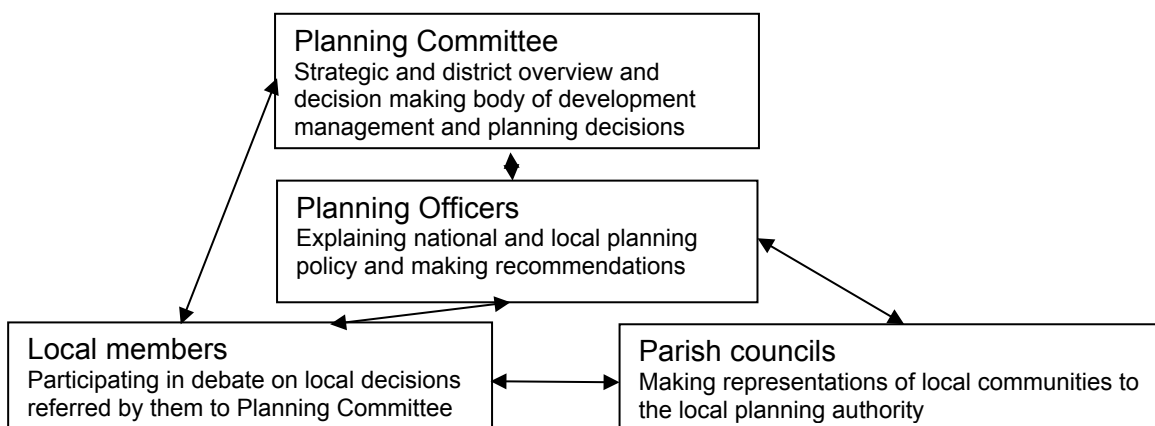 Planning Committee
Strategic and district overview and
decision making body of development
management and planning decisions
Planning Officers
Explaining national and local planning
policy and making recommendations
Local members
Participating in debate on local decisions
referred by them to Planning Committee
Parish councils
Making representations of local communities to
the local planning authority